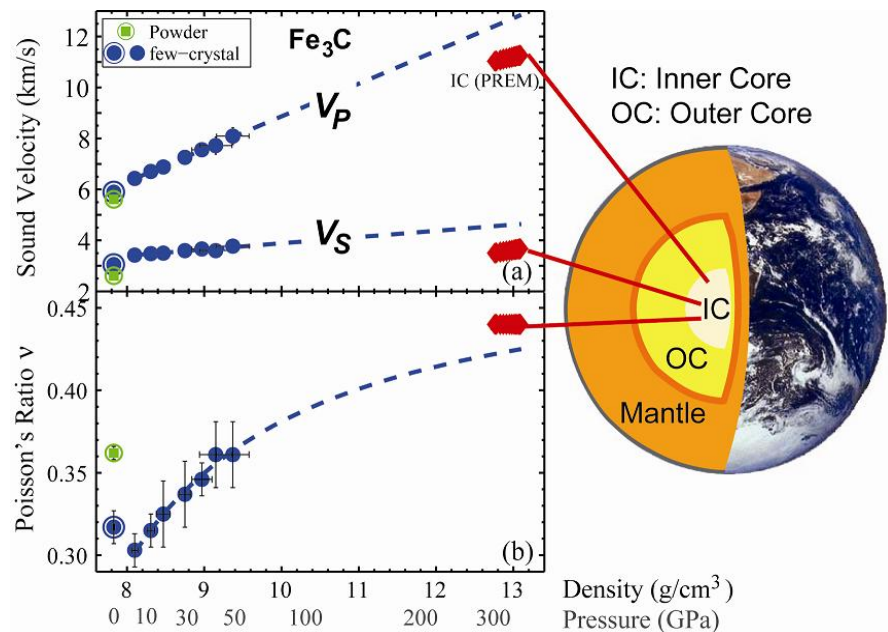 Powder
few-crystal
Fe₃C
V_P
V_S
IC (PREM)
(a)
Sound Velocity (km/s)
12
10
8
6
4
2
IC: Inner Core
OC: Outer Core
IC
OC
Mantle
Poisson's Ratio ν
0.45
0.40
0.35
0.30
(b)
8 9 10 11 12 13 Density (g/cm³)
0 10 30 50 100 200 300 Pressure (GPa)